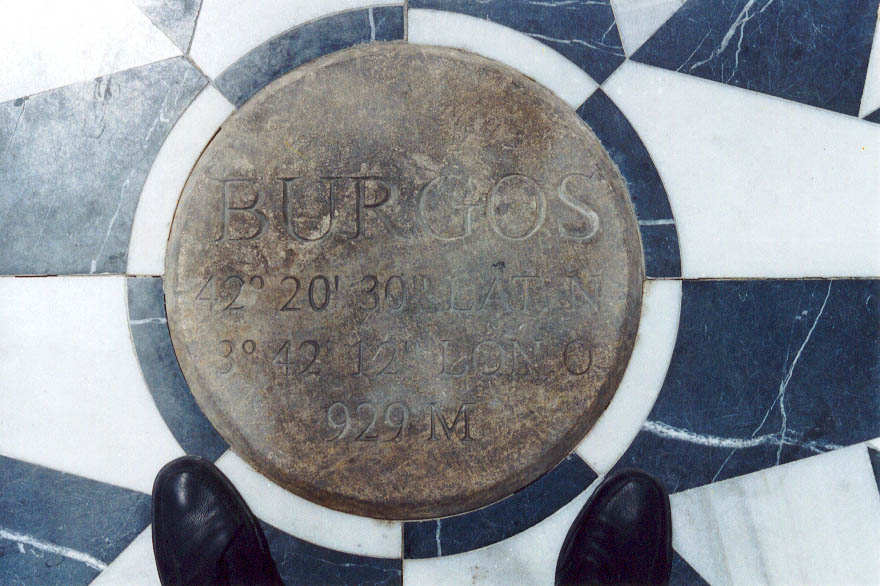 BURGOS
42° 20' 30" LAT N
3° 42' 12" LON O
929 M